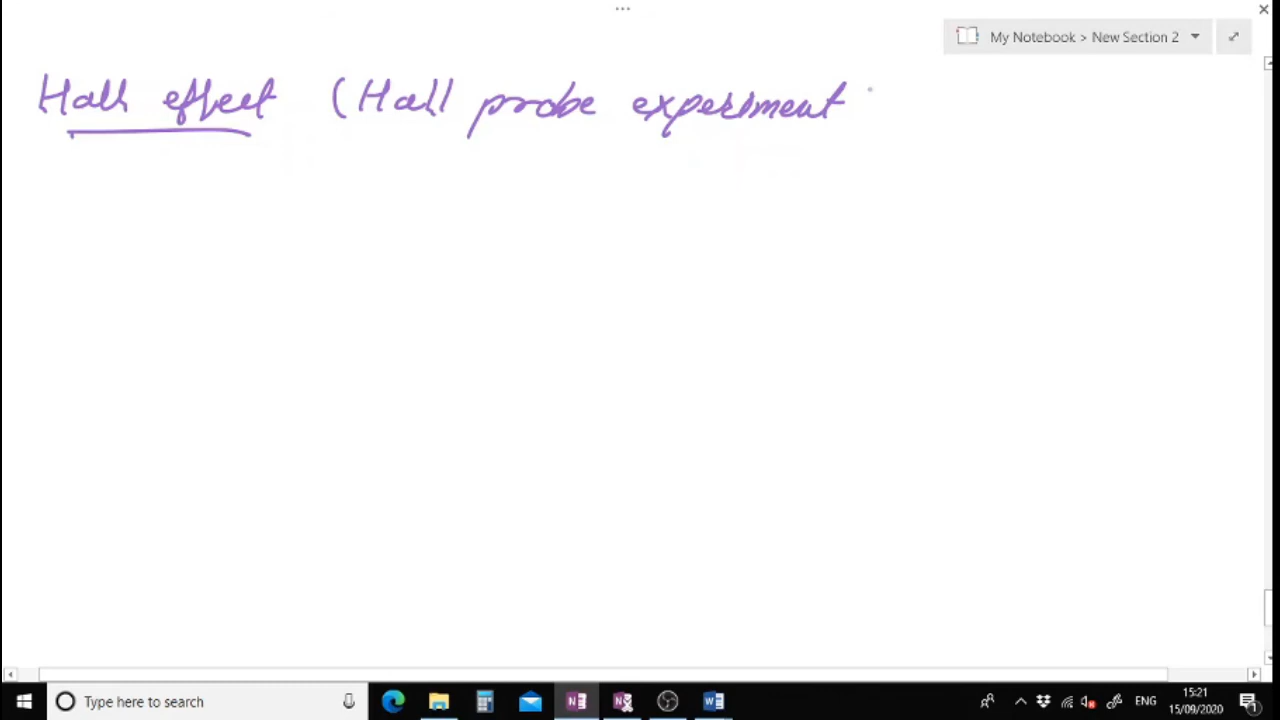 My Notebook > New Section 2
Hall effect (Hall probe experiment
Type here to search
ENG
15:21
15/09/2020